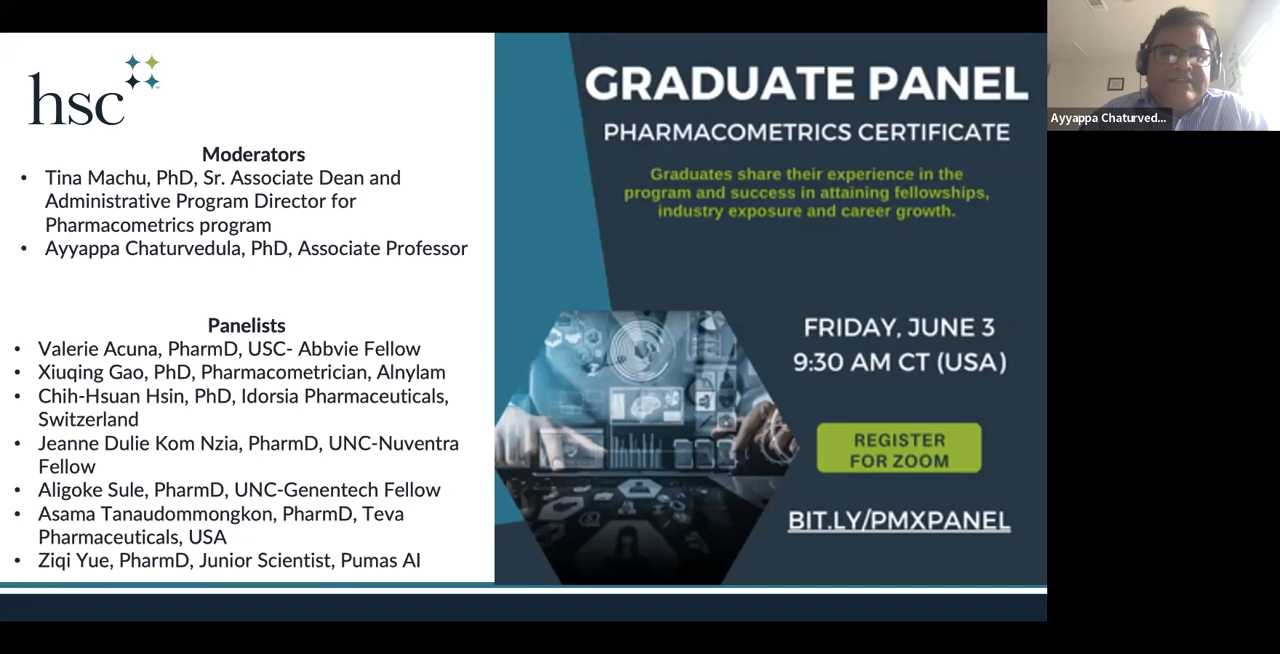 hsc
Moderators
• Tina Machu, PhD, Sr. Associate Dean and
Administrative Program Director for
Pharmacometrics program
• Ayyappa Chaturvedula, PhD, Associate Professor
Panelists
• Valerie Acuna, PharmD, USC- Abbvie Fellow
• Xiuqing Gao, PhD, Pharmacometrician, Alnylam
• Chih-Hsuan Hsin, PhD, Idorsia Pharmaceuticals,
Switzerland
• Jeanne Dulie Kom Nzia, PharmD, UNC-Nuventra
Fellow
• Aligoke Sule, PharmD, UNC-Genentech Fellow
• Asama Tanaudommongkon, PharmD, Teva
Pharmaceuticals, USA
• Ziqi Yue, PharmD, Junior Scientist, Pumas AI
GRADUATE PANEL
PHARMACOMETRICS CERTIFICATE
Graduates share their experience in the
program and success in attaining fellowships,
industry exposure and career growth.
FRIDAY, JUNE 3
9:30 AM CT (USA)
REGISTER
FOR ZOOM
BIT.LY/PMXPANEL
Ayyappa Chaturved...